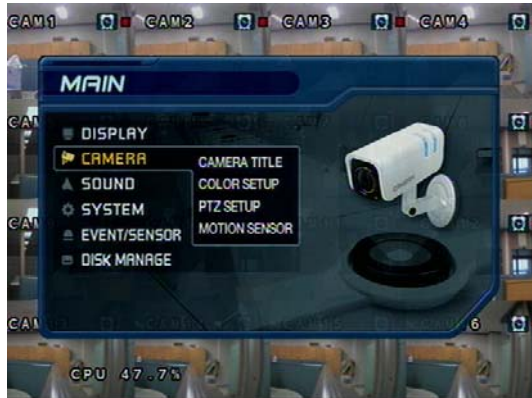 CAM1 CAM2 CAM3 CAM4
MAIN
DISPLAY
CAMERA
CAMERA TITLE
SOUND
COLOR SETUP
SYSTEM
PTZ SETUP
EVENT/SENSOR
MOTION SENSOR
DISK MANAGE
CPU 47.7%